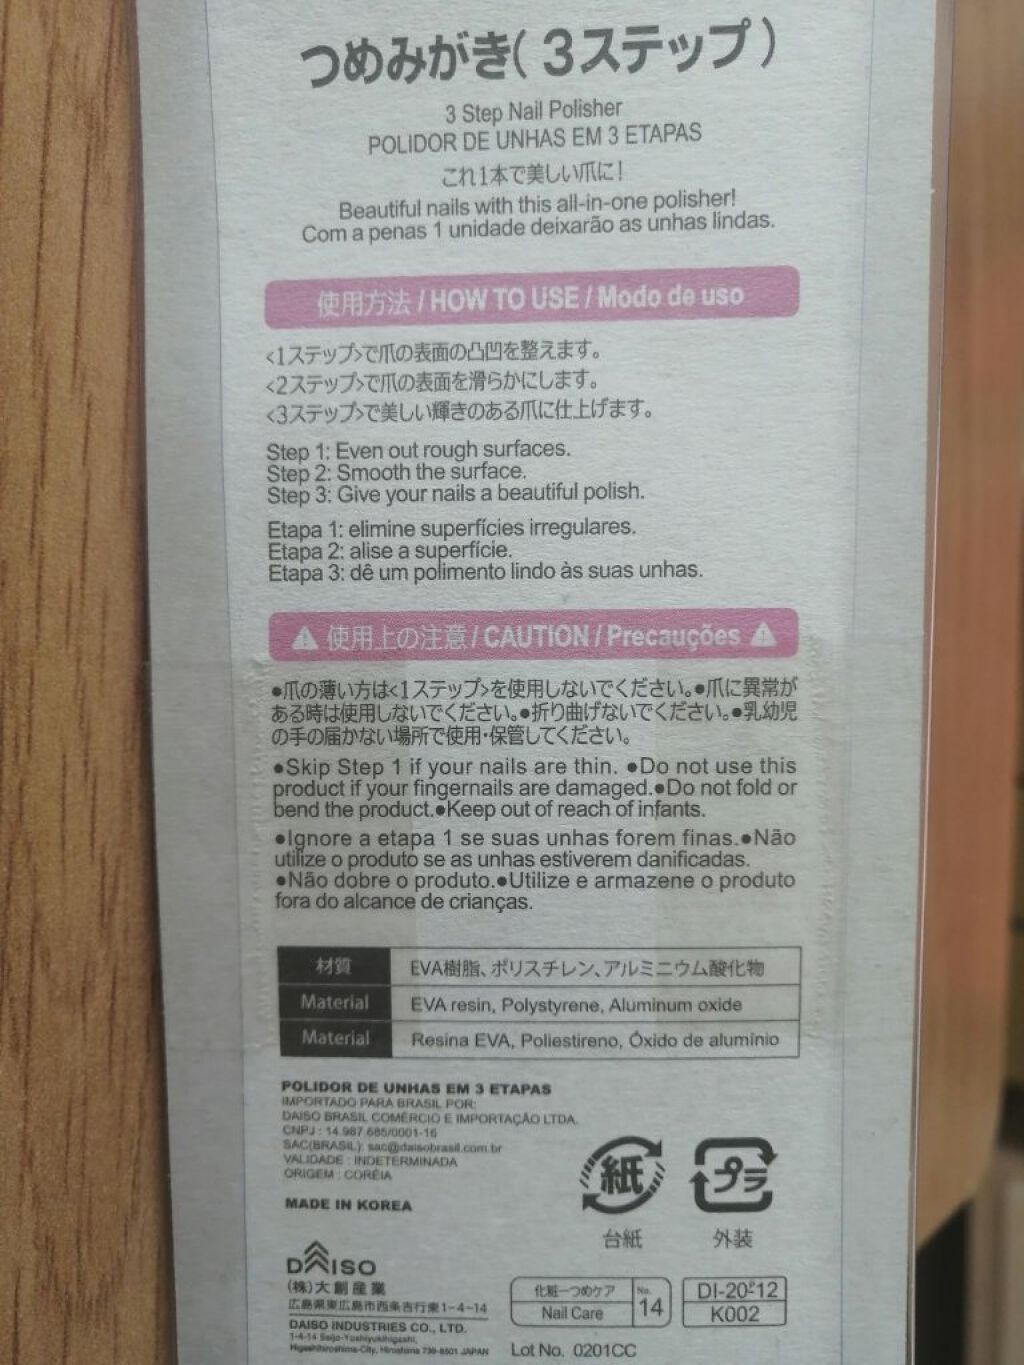 つめみがき(3ステップ)
3 Step Nail Polisher
POLIDOR DE UNHAS EM 3 ETAPAS
これ1本で美しい爪に!
Beautiful nails with this all-in-one polisher!
Com a penas 1 unidade deixarão as unhas lindas.
使用方法 / HOW TO USE / Modo de uso
<1ステップ>で爪の表面の凸凹を整えます。
<2ステップ>で爪の表面を滑らかにします。
<3ステップ>で美しい輝きのある爪に仕上げます。
Step 1: Even out rough surfaces.
Step 2: Smooth the surface.
Step 3: Give your nails a beautiful polish.
Etapa 1: elimine superfícies irregulares.
Etapa 2: alise a superfície.
Etapa 3: dê um polimento lindo às suas unhas.
使用上の注意 / CAUTION / Precauções
●爪の薄い方は<1ステップ>を使用しないでください。●爪に異常が
ある時は使用しないでください。●折り曲げないでください。●乳幼児
の手の届かない場所で使用・保管してください。
●Skip Step 1 if your nails are thin. ●Do not use this
product if your fingernails are damaged.●Do not fold or
bend the product.●Keep out of reach of infants.
●Ignore a etapa 1 se suas unhas forem finas.●Não
utilize o produto se as unhas estiverem danificadas.
●Não dobre o produto.●Utilize e armazene o produto
fora do alcance de crianças.
材質 EVA樹脂、ポリスチレン、アルミニウム酸化物
Material EVA resin, Polystyrene, Aluminum oxide
Material Resina EVA, Poliestireno, Óxido de alumínio
POLIDOR DE UNHAS EM 3 ETAPAS
IMPORTADO PARA BRASIL POR:
DAISO BRASIL COMÉRCIO E IMPORTAÇÃO LTDA.
CNPJ : 14.987.685/0001-16
SAC(BRASIL): sac@daisobrasil.com.br
VALIDADE : INDETERMINADA
ORIGEM : CORÉIA
MADE IN KOREA
紙 プラ
台紙 外装
DAISO
(株)大創産業
広島県東広島市西条吉行東1-4-14
DAISO INDUSTRIES CO., LTD.
1-4-14 Saijo-Yoshiyukihigashi,
Higashihiroshima-City, Hiroshima 739-8501 JAPAN
化粧－つめケア
Nail Care
No.
14
DI-20-P-12
K002
Lot No. 0201CC